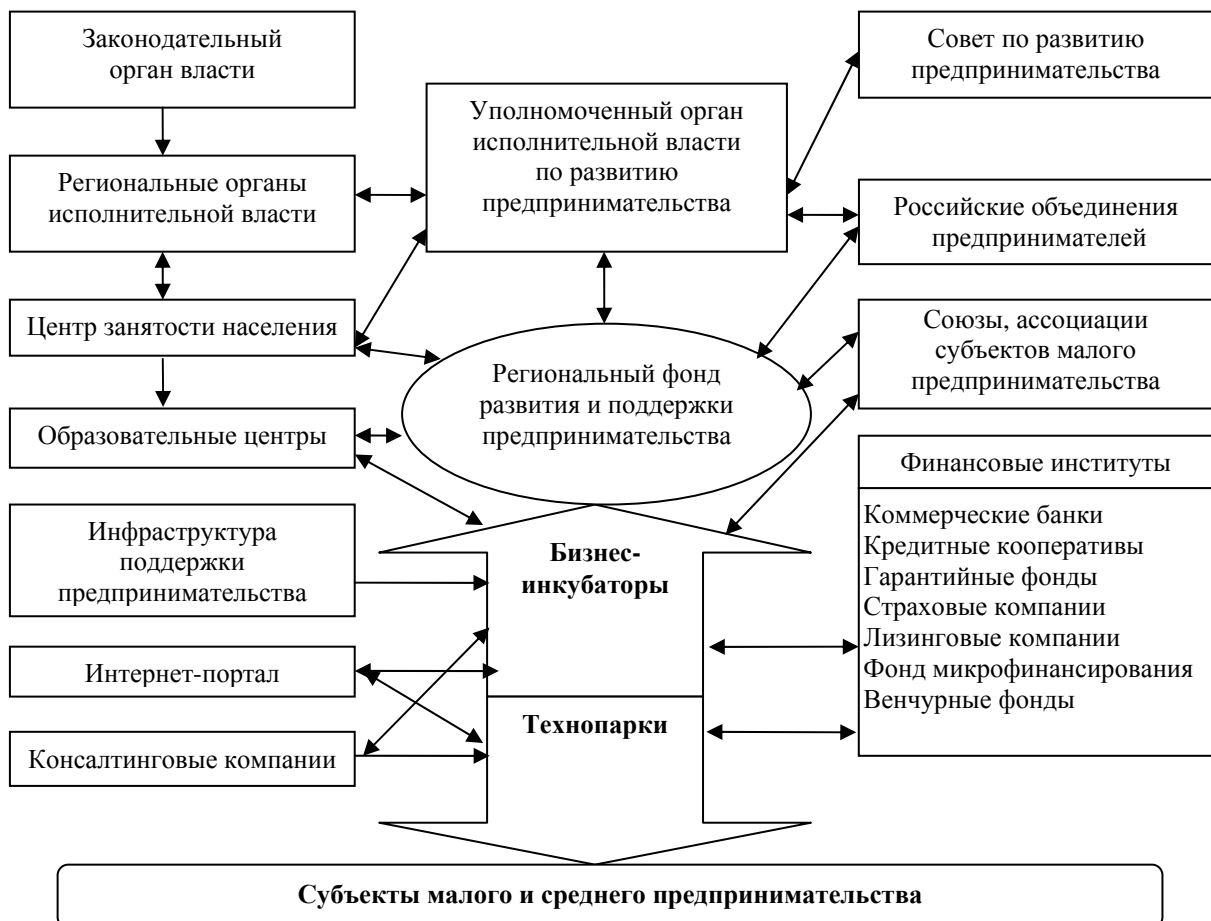 Законодательный
орган власти
Совет по развитию
предпринимательства
Уполномоченный орган
исполнительной власти
по развитию
предпринимательства
Региональные органы
исполнительной власти
Российские объединения
предпринимателей
Центр занятости населения
Союзы, ассоциации
субъектов малого
предпринимательства
Региональный фонд
развития и поддержки
предпринимательства
Образовательные центры
Финансовые институты
Коммерческие банки
Кредитные кооперативы
Гарантийные фонды
Страховые компании
Лизинговые компании
Фонд микрофинансирования
Венчурные фонды
Инфраструктура
поддержки
предпринимательства
Бизнес-
инкубаторы
Интернет-портал
Технопарки
Консалтинговые компании
Субъекты малого и среднего предпринимательства